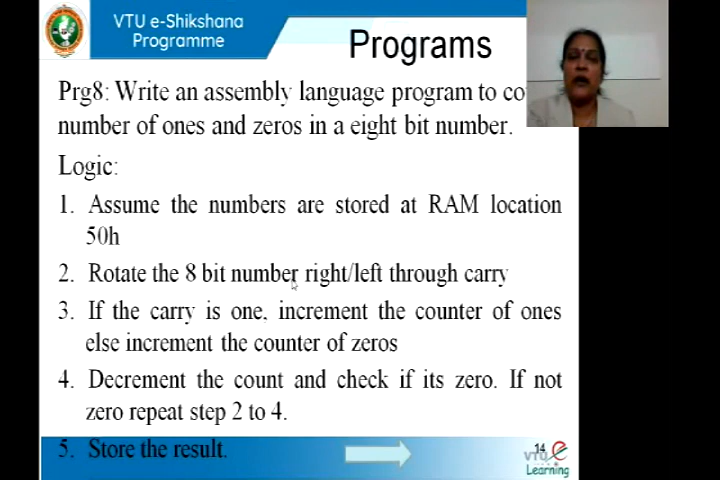 VTU e-Shikshana
Programme
Programs
Prg8: Write an assembly language program to
number of ones and zeros in a eight bit number.
Logic:
1. Assume the numbers are stored at RAM location
50h
2. Rotate the 8 bit number right/left through carry
3. If the carry is one, increment the counter of ones
else increment the counter of zeros
4. Decrement the count and check if its zero. If not
zero repeat step 2 to 4.
5. Store the result.
14
VTU e
Learning